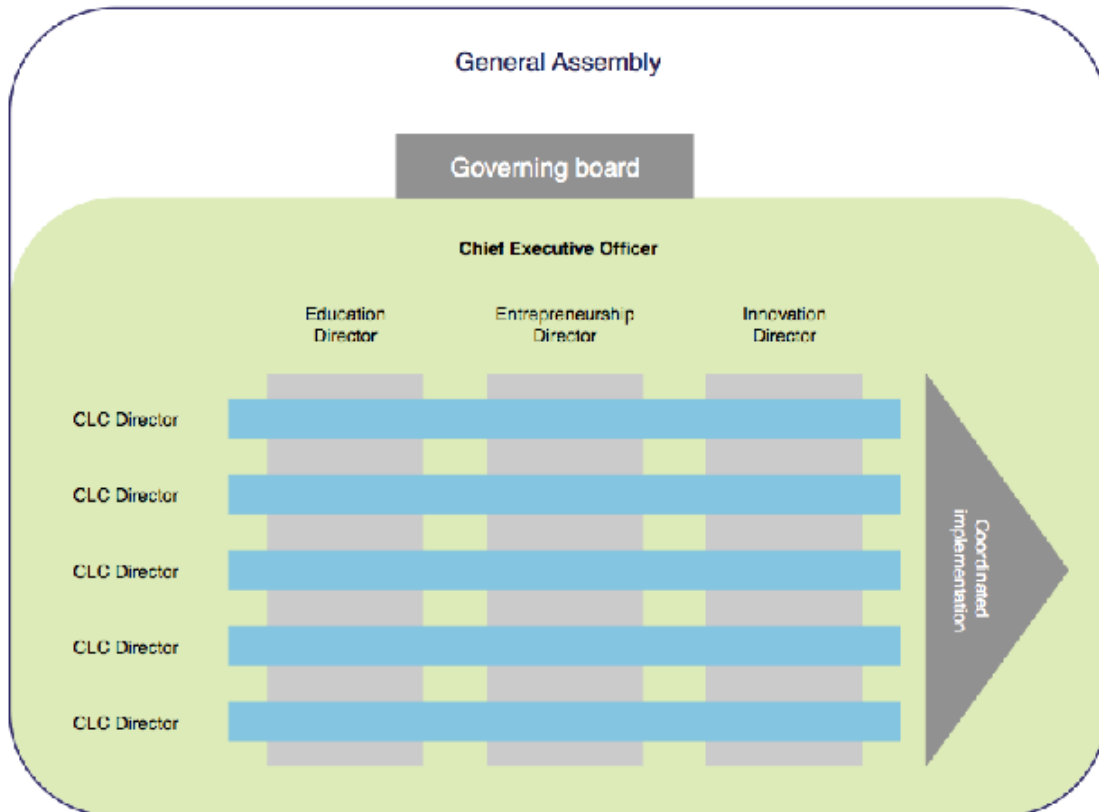 General Assembly
Governing board
Chief Executive Officer
Education
Director
Entrepreneurship
Director
Innovation
Director
CLC Director
CLC Director
CLC Director
CLC Director
CLC Director
Coordinated
implementation